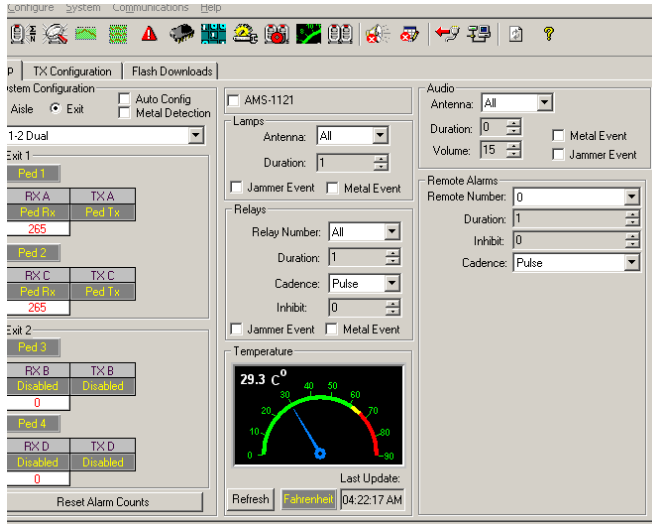 Configure System Communications Help
TX Configuration Flash Downloads
Aisle Exit
Auto Config
Metal Detection
1-2 Dual
Exit 1
Ped 1
RX A TX A
Ped Rx Ped Tx
265
Ped 2
RX C TX C
Ped Rx Ped Tx
265
Exit 2
Ped 3
RX B TX B
Disabled Disabled
0
Ped 4
RX D TX D
Disabled Disabled
0
Reset Alarm Counts
AMS-1121
Lamps
Antenna: All
Duration: 1
Jammer Event Metal Event
Relays
Relay Number: All
Duration: 1
Cadence: Pulse
Inhibit: 0
Jammer Event Metal Event
Temperature
29.3 C⁰
0 10 20 30 40 50 60 70 80 90
Last Update:
Refresh Fahrenheit 04:22:17 AM
Audio
Antenna: All
Duration: 0
Metal Event
Volume: 15
Jammer Event
Remote Alarms
Remote Number: 0
Duration: 1
Inhibit: 0
Cadence: Pulse